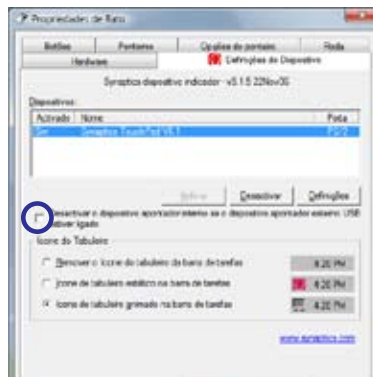 Propriedades de Rato
Botões Ponteiros Opções do ponteiro Roda
Hardware Definições do Dispositivo
Synaptics dispositivo indicador - v8.1.5 22Nov05
Dispositivos:
Activado Nome Porta
Sim Synaptics TouchPad V6.1 PS/2
Activar Desactivar Definições
Desactivar o dispositivo apontador interno se o dispositivo apontador externo USB
estiver ligado
Ícone do Tabuleiro
Remover o ícone do tabuleiro da barra de tarefas 4:20 PM
Ícone de tabuleiro estático na barra de tarefas 4:20 PM
Ícone de tabuleiro animado na barra de tarefas 4:20 PM
www.synaptics.com